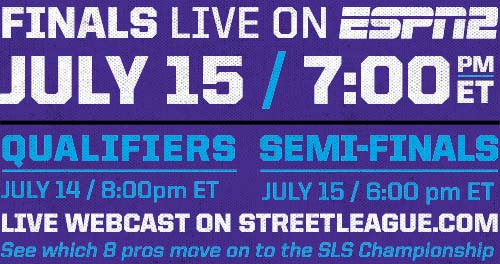 FINALS LIVE ON ESPN2
JULY 15 / 7:00 PM ET
QUALIFIERS
JULY 14 / 8:00pm ET
SEMI-FINALS
JULY 15 / 6:00 pm ET
LIVE WEBCAST ON STREETLEAGUE.COM
See which 8 pros move on to the SLS Championship